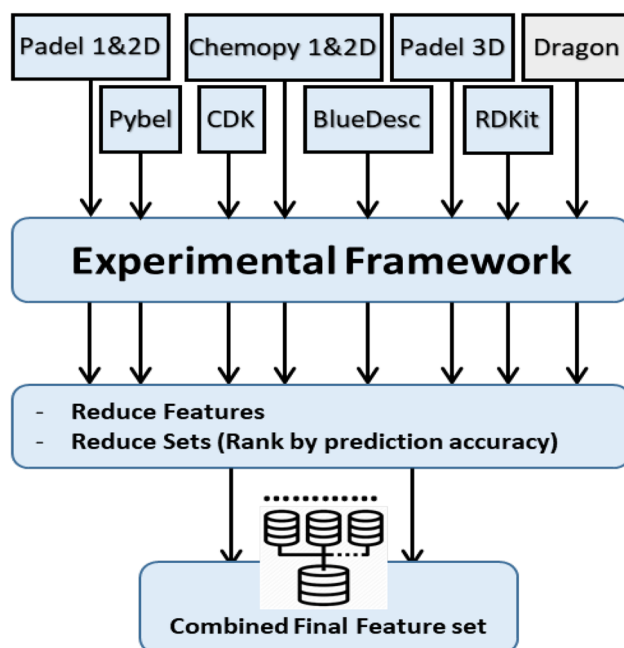 Padel 1&2D
Chemopy 1&2D
Padel 3D
Dragon
Pybel
CDK
BlueDesc
RDKit
Experimental Framework
- Reduce Features
- Reduce Sets (Rank by prediction accuracy)
Combined Final Feature set